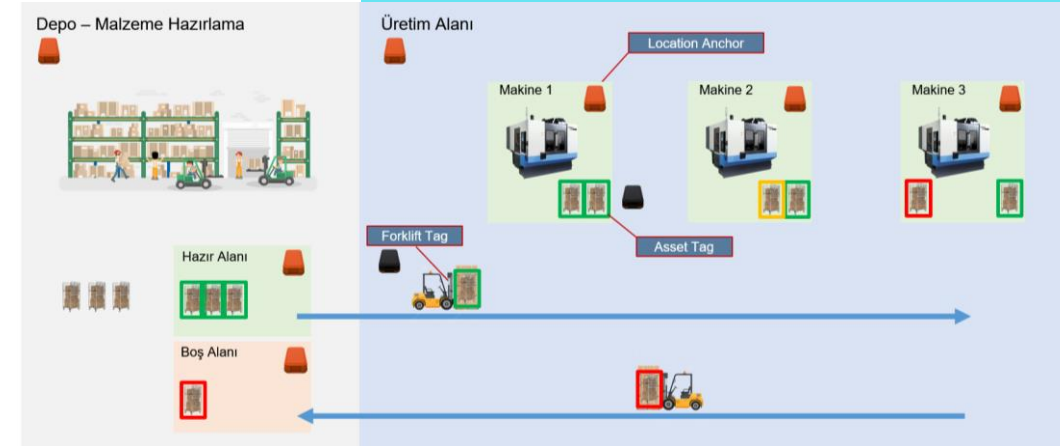 Depo – Malzeme Hazırlama
Üretim Alanı
Location Anchor
Makine 1
Makine 2
Makine 3
Forklift Tag
Asset Tag
Hazır Alanı
Boş Alanı